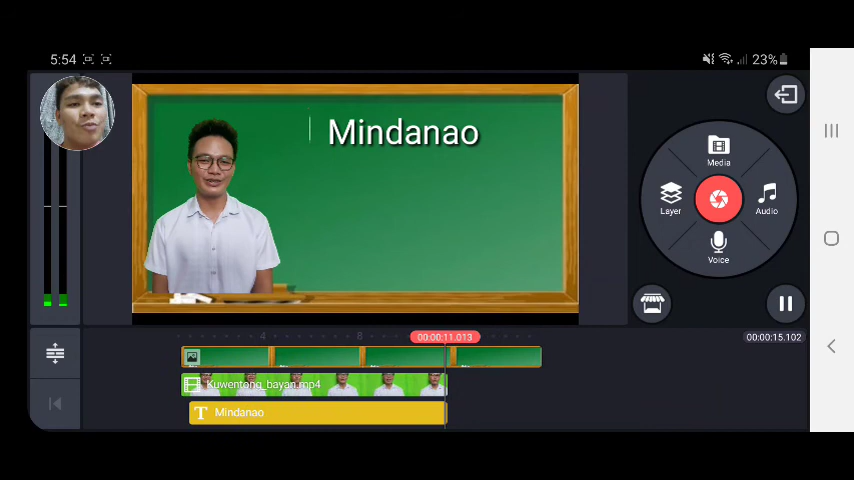 5:54
23%
Mindanao
Media
Layer
Audio
Voice
4
8
00:00:11.013
00:00:15.102
Kuwentong_bayan.mp4
T Mindanao